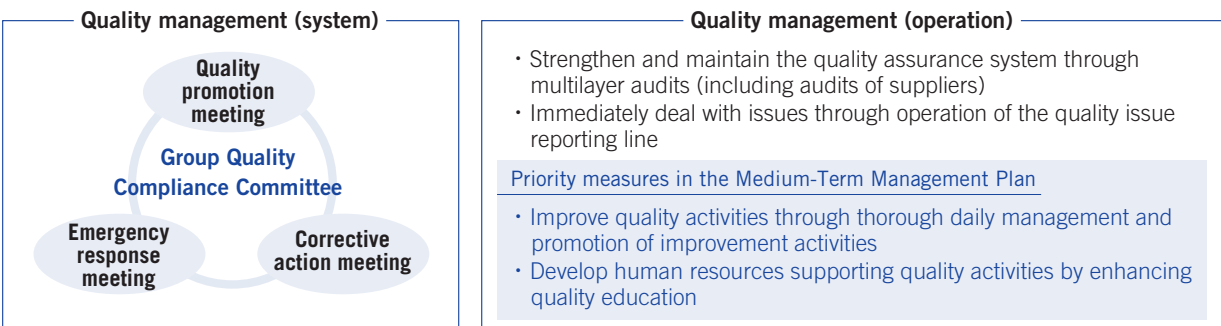 Quality management (system)
Quality
promotion
meeting
Group Quality
Compliance Committee
Emergency
response
meeting
Corrective
action meeting
Quality management (operation)
・Strengthen and maintain the quality assurance system through
multilayer audits (including audits of suppliers)
・Immediately deal with issues through operation of the quality issue
reporting line
Priority measures in the Medium-Term Management Plan
・Improve quality activities through thorough daily management and
promotion of improvement activities
・Develop human resources supporting quality activities by enhancing
quality education